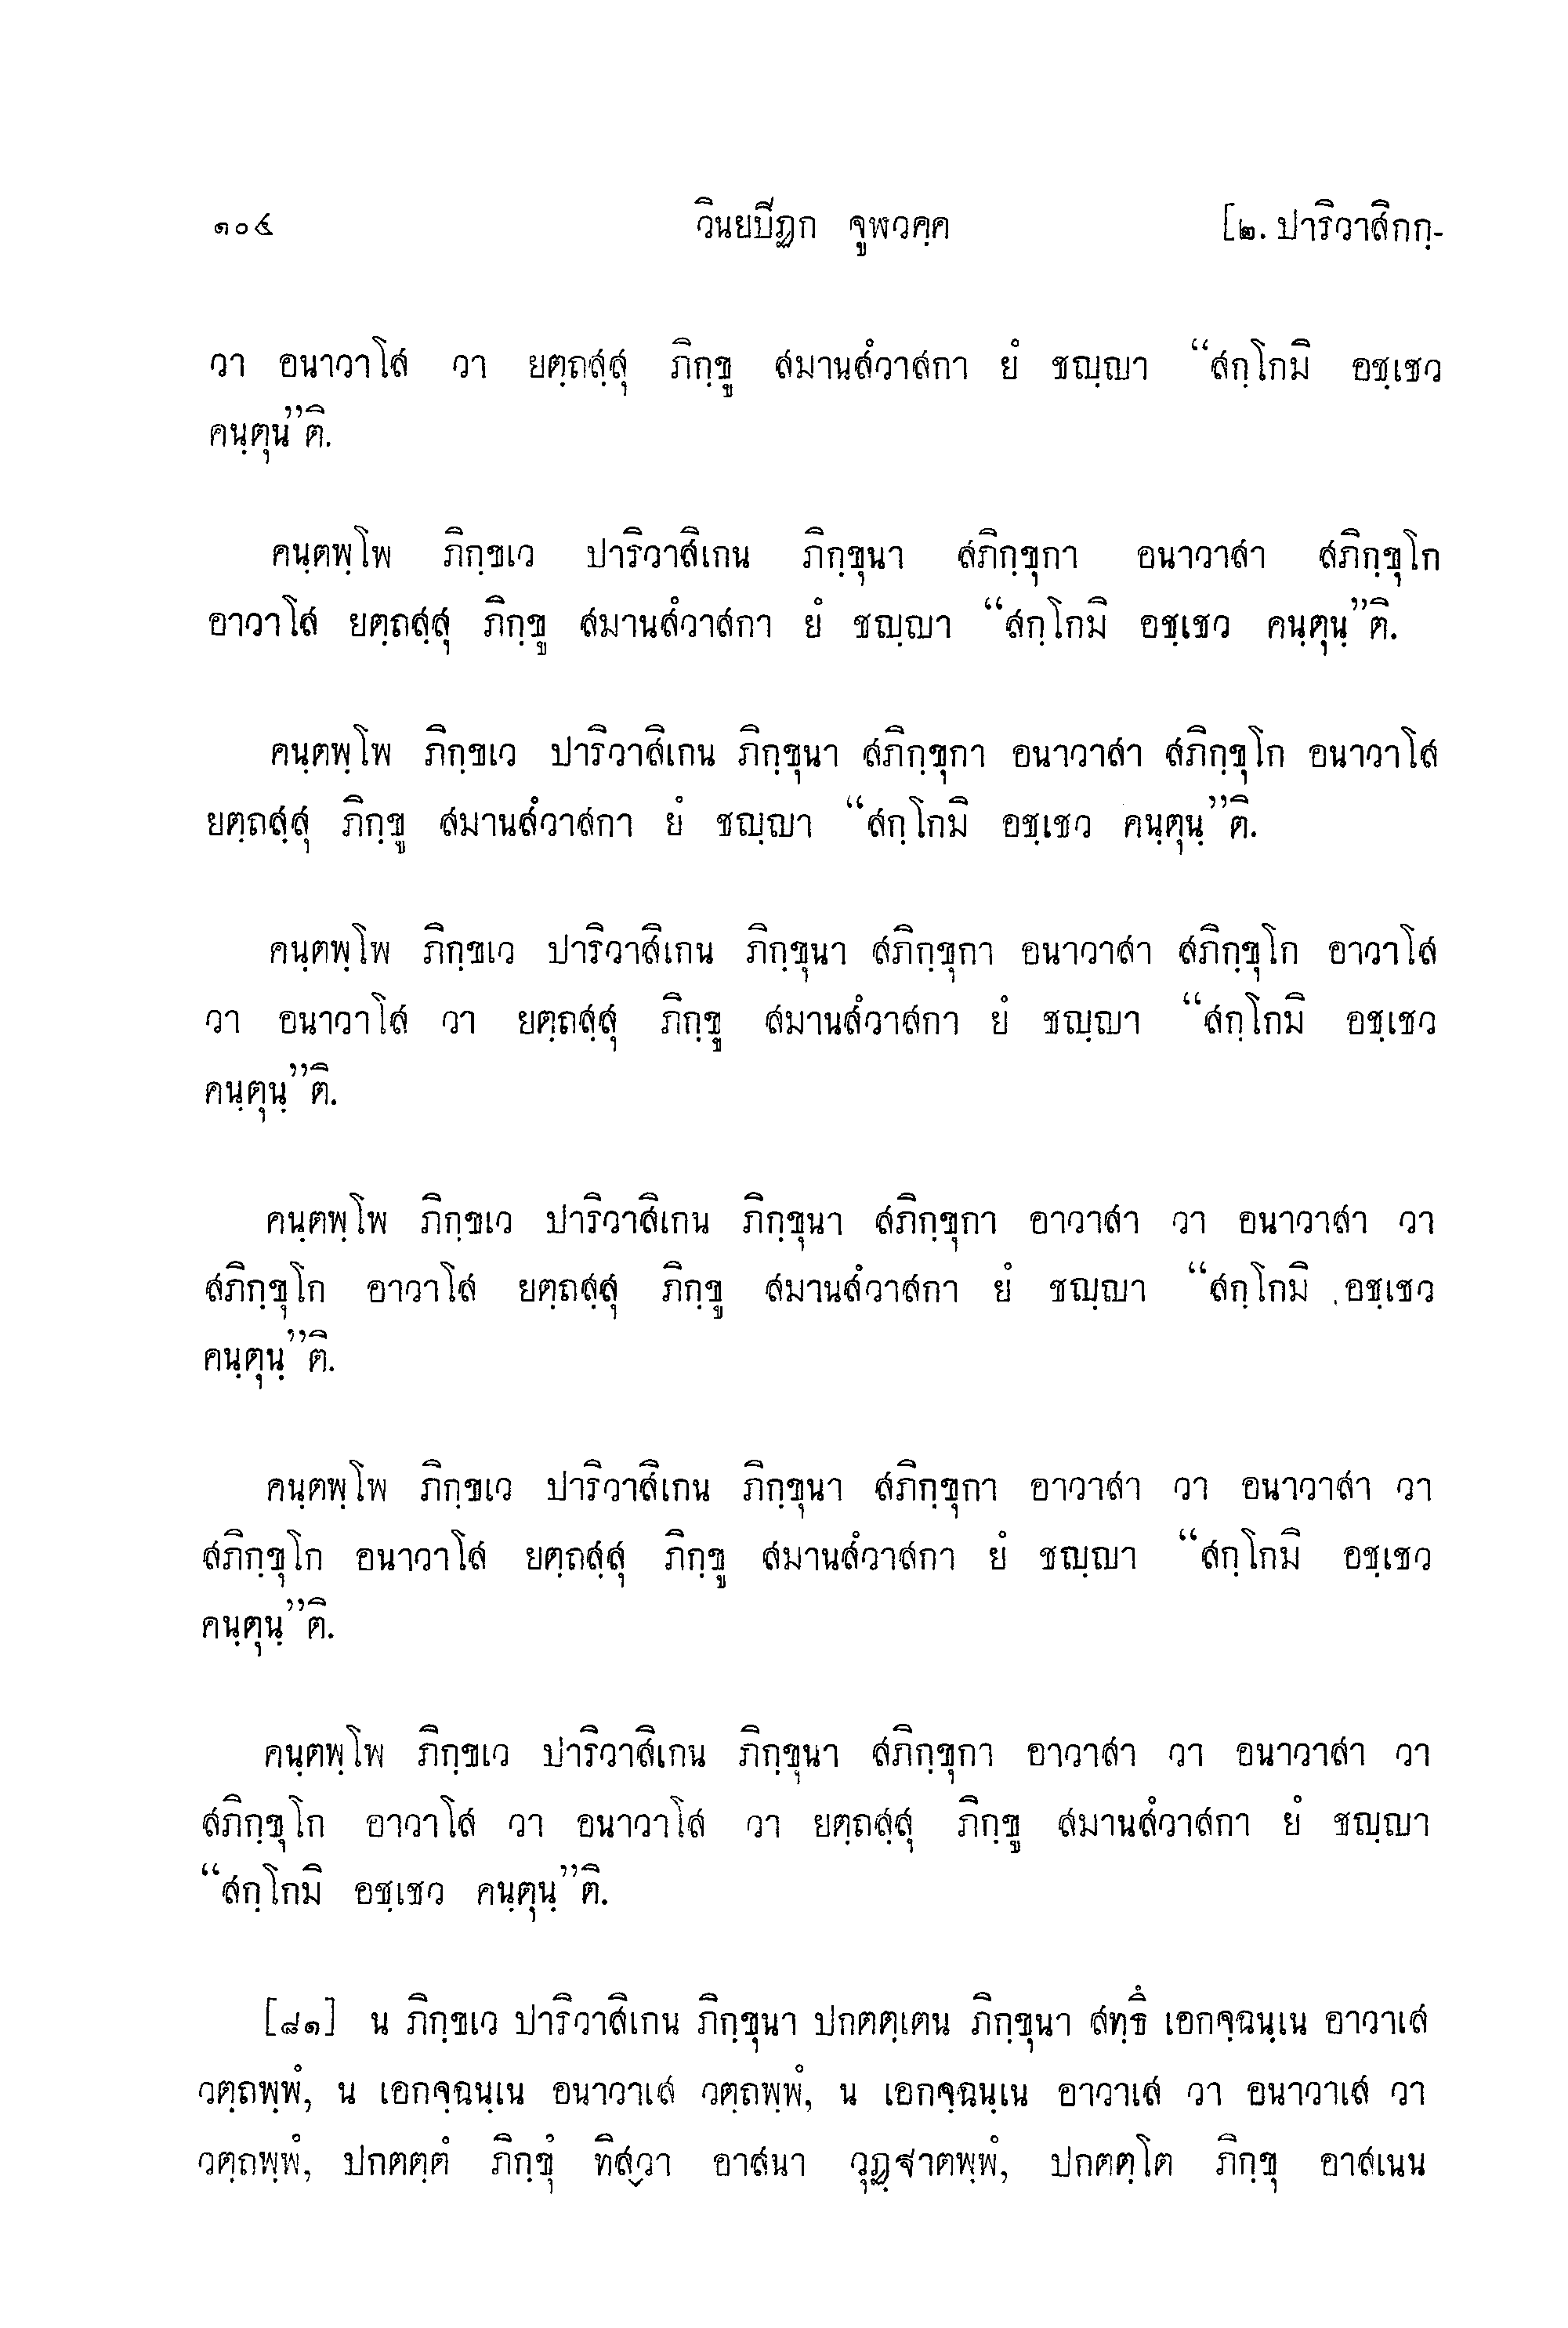 ๑๐๔ วินยปิฏก จูฬวคฺค [๒. ปาริวาสิกกฺ-
วา อนาวาโส วา ยตฺถสฺสุ ภิกฺขู สมานสํวาสกา ยํ ชญฺญา “สกฺโกมิ อชฺเชว
คนฺตุน”ติ.
คนฺตพฺโพ ภิกฺขเว ปาริวาสิเกน ภิกฺขุนา สภิกฺขุกา อนาวาสา สภิกฺขุโก
อาวาโส ยตฺถสฺสุ ภิกฺขู สมานสํวาสกา ยํ ชญฺญา “สกฺโกมิ อชฺเชว คนฺตุนฺ”ติ.
คนฺตพฺโพ ภิกฺขเว ปาริวาสิเกน ภิกฺขุนา สภิกฺขุกา อนาวาสา สภิกฺขุโก อนาวาโส
ยตฺถสฺสุ ภิกฺขู สมานสํวาสกา ยํ ชญฺญา “สกฺโกมิ อชฺเชว คนฺตุนฺ”ติ.
คนฺตพฺโพ ภิกฺขเว ปาริวาสิเกน ภิกฺขุนา สภิกฺขุกา อนาวาสา สภิกฺขุโก อาวาโส
วา อนาวาโส วา ยตฺถสฺสุ ภิกฺขู สมานสํวาสกา ยํ ชญฺญา “สกฺโกมิ อชฺเชว
คนฺตุนฺ”ติ.
คนฺตพฺโพ ภิกฺขเว ปาริวาสิเกน ภิกฺขุนา สภิกฺขุกา อาวาสา วา อนาวาสา วา
สภิกฺขุโก อาวาโส ยตฺถสฺสุ ภิกฺขู สมานสํวาสกา ยํ ชญฺญา “สกฺโกมิ อชฺเชว
คนฺตุนฺ”ติ.
คนฺตพฺโพ ภิกฺขเว ปาริวาสิเกน ภิกฺขุนา สภิกฺขุกา อาวาสา วา อนาวาสา วา
สภิกฺขุโก อนาวาโส ยตฺถสฺสุ ภิกฺขู สมานสํวาสกา ยํ ชญฺญา “สกฺโกมิ อชฺเชว
คนฺตุนฺ”ติ.
คนฺตพฺโพ ภิกฺขเว ปาริวาสิเกน ภิกฺขุนา สภิกฺขุกา อาวาสา วา อนาวาสา วา
สภิกฺขุโก อาวาโส วา อนาวาโส วา ยตฺถสฺสุ ภิกฺขู สมานสํวาสกา ยํ ชญฺญา
“สกฺโกมิ อชฺเชว คนฺตุนฺ”ติ.
[๘๑] น ภิกฺขเว ปาริวาสิเกน ภิกฺขุนา ปกตตฺเตน ภิกฺขุนา สทฺธึ เอกจฺฉนฺเน อาวาเส
วตฺถพฺพํ, น เอกจฺฉนฺเน อนาวาเส วตฺถพฺพํ, น เอกจฺฉนฺเน อาวาเส วา อนาวาเส วา
วตฺถพฺพํ, ปกตตฺตํ ภิกฺขุํ ทิสฺวา อาสนา วุฏฺฐาตพฺพํ, ปกตตฺโต ภิกฺขุ อาสเนน